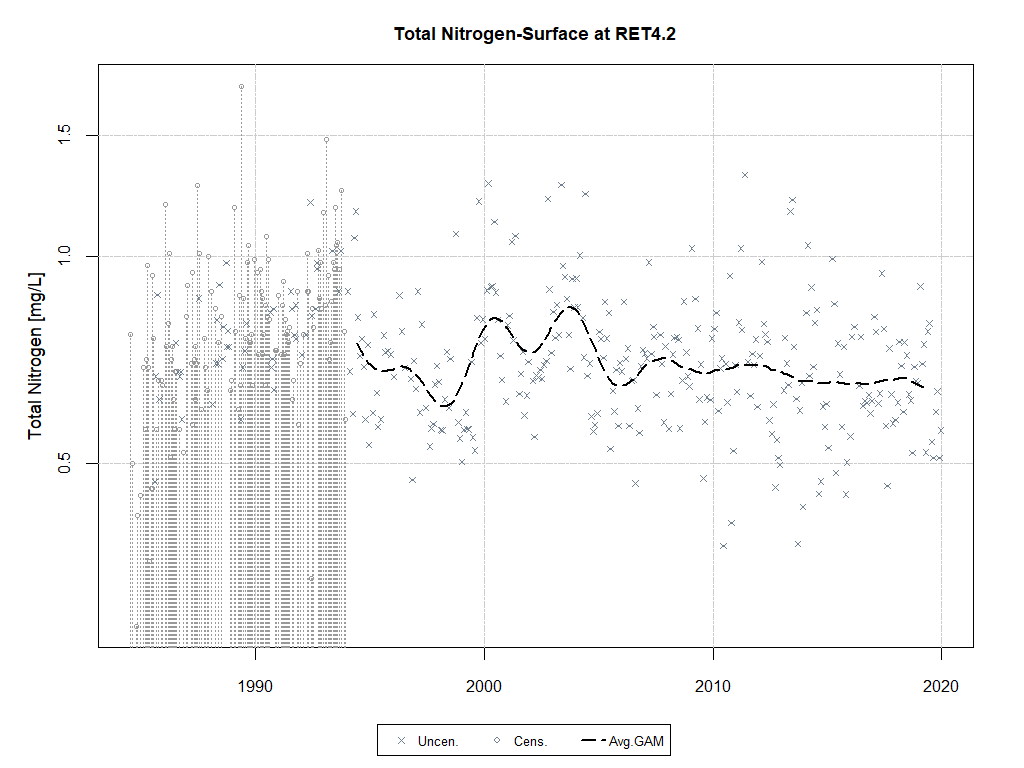 Total Nitrogen-Surface at RET4.2
Total Nitrogen [mg/L]
1.5
1.0
0.5
1990 2000 2010 2020
Uncen. Cens. Avg.GAM